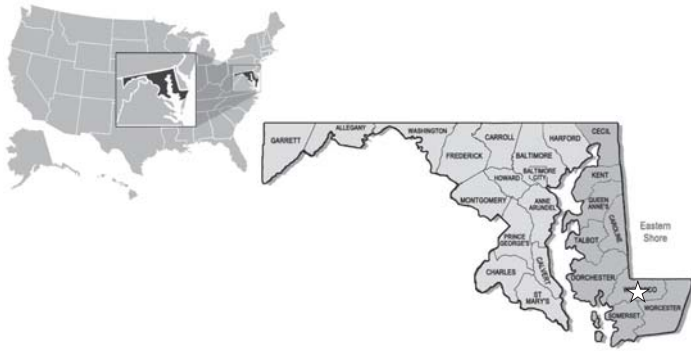 GARRETT
ALLEGANY
WASHINGTON
FREDERICK
CARROLL
BALTIMORE
HARFORD
CECIL
BALTIMORE
CITY
HOWARD
KENT
MONTGOMERY
ANNE
ARUNDEL
QUEEN
ANNE'S
PRINCE
GEORGE'S
TALBOT
CAROLINE
Eastern
Shore
CALVERT
CHARLES
DORCHESTER
ST
MARY'S
SOMERSET
WORCESTER